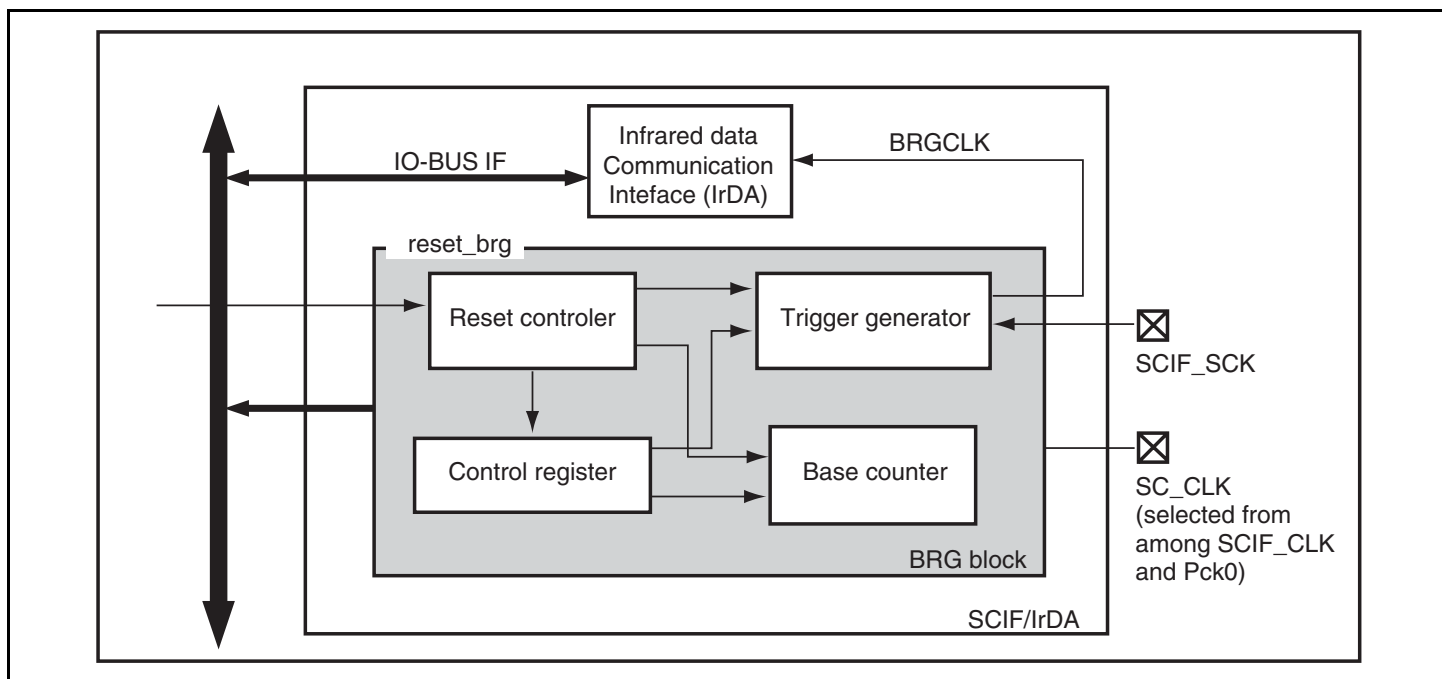 Infrared data
Communication
Inteface (IrDA)
BRGCLK
IO-BUS IF
reset_brg
Reset controler
Trigger generator
SCIF_SCK
Control register
Base counter
SC_CLK
(selected from
among SCIF_CLK
and Pck0)
BRG block
SCIF/IrDA